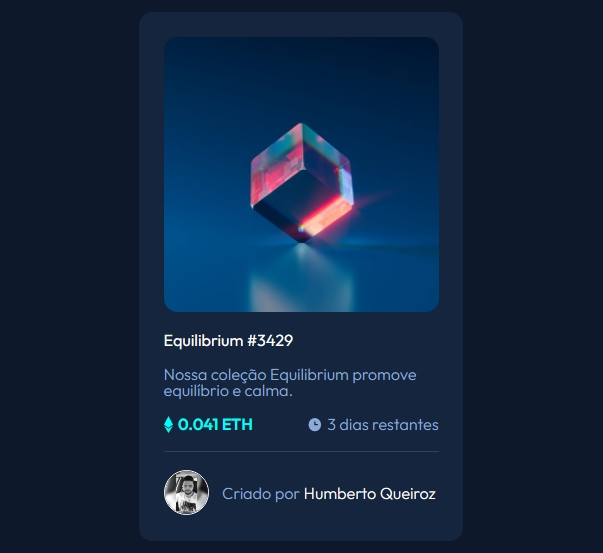 Equilibrium #3429
Nossa coleção Equilibrium promove
equilíbrio e calma.
0.041 ETH
3 dias restantes
Criado por Humberto Queiroz